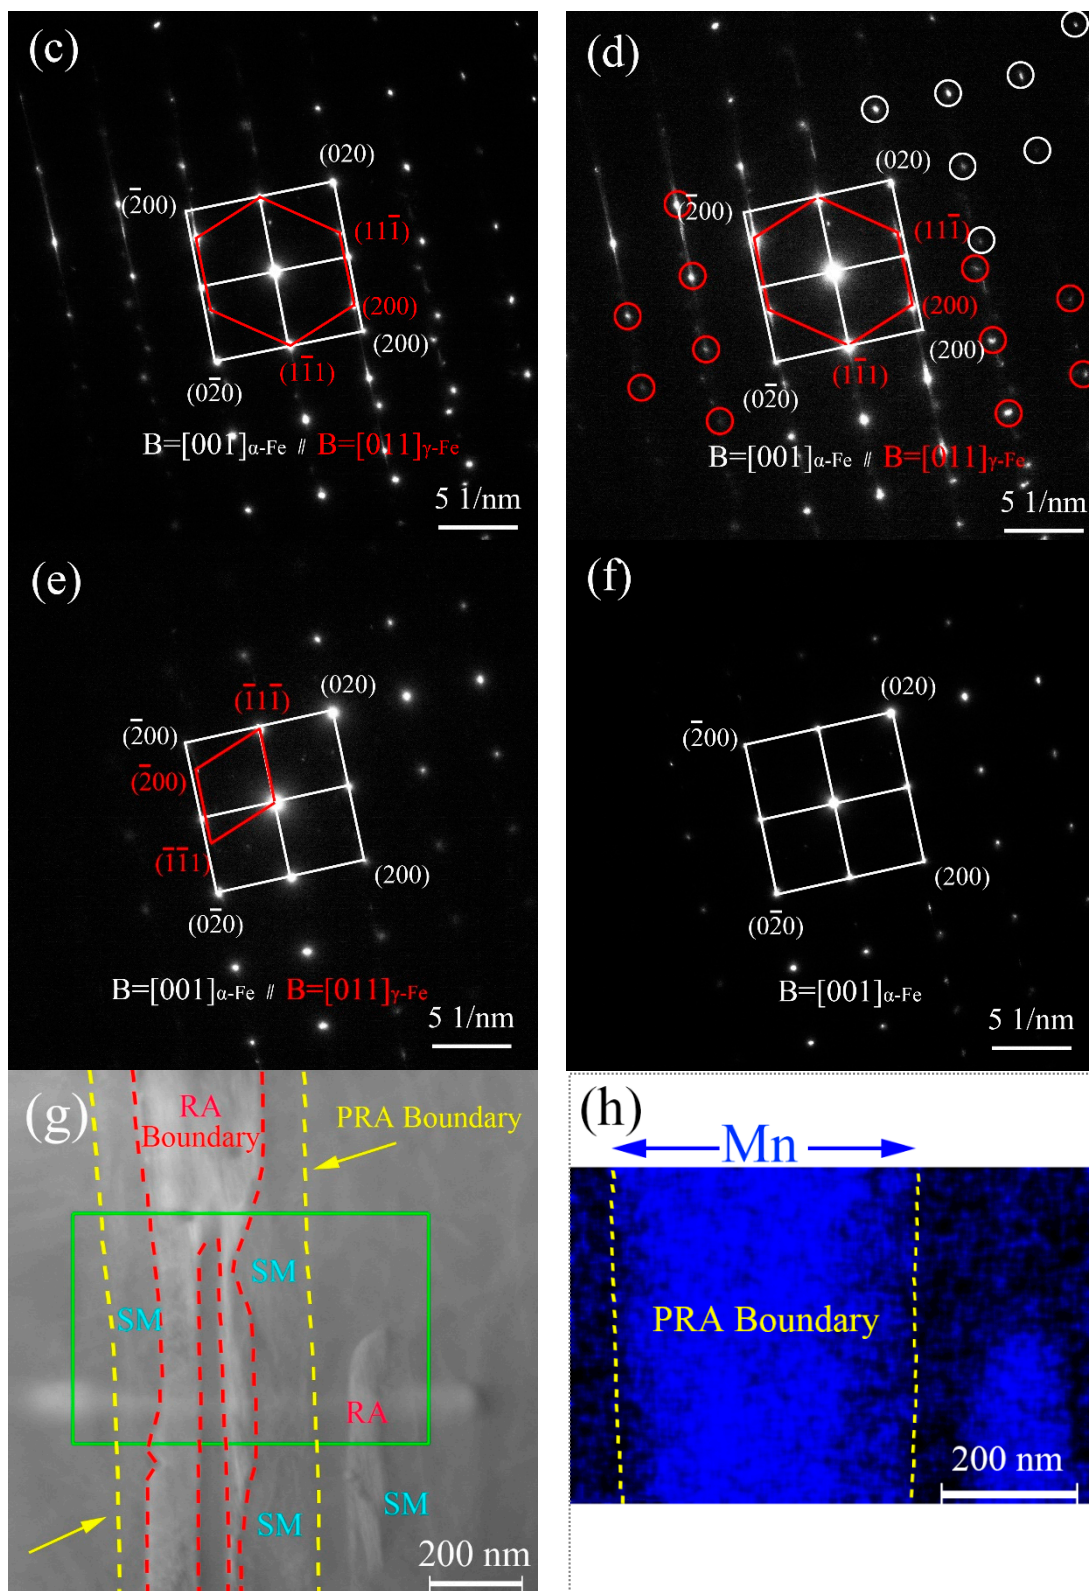 (c)
(020)
(2̄00)
(111̄)
(200)
(200)
(11̄1)
(02̄0)
B=[001]α-Fe // B=[011]γ-Fe
5 1/nm
(d)
(020)
(2̄00)
(111̄)
(200)
(200)
(11̄1)
(02̄0)
B=[001]α-Fe // B=[011]γ-Fe
5 1/nm
(e)
(020)
(1̄11̄)
(2̄00)
(2̄00)
(1̄1̄1)
(200)
(02̄0)
B=[001]α-Fe // B=[011]γ-Fe
5 1/nm
(f)
(020)
(2̄00)
(200)
(02̄0)
B=[001]α-Fe
5 1/nm
(g)
RA
Boundary
PRA Boundary
SM
SM
RA
SM
SM
200 nm
(h)
Mn
PRA Boundary
200 nm